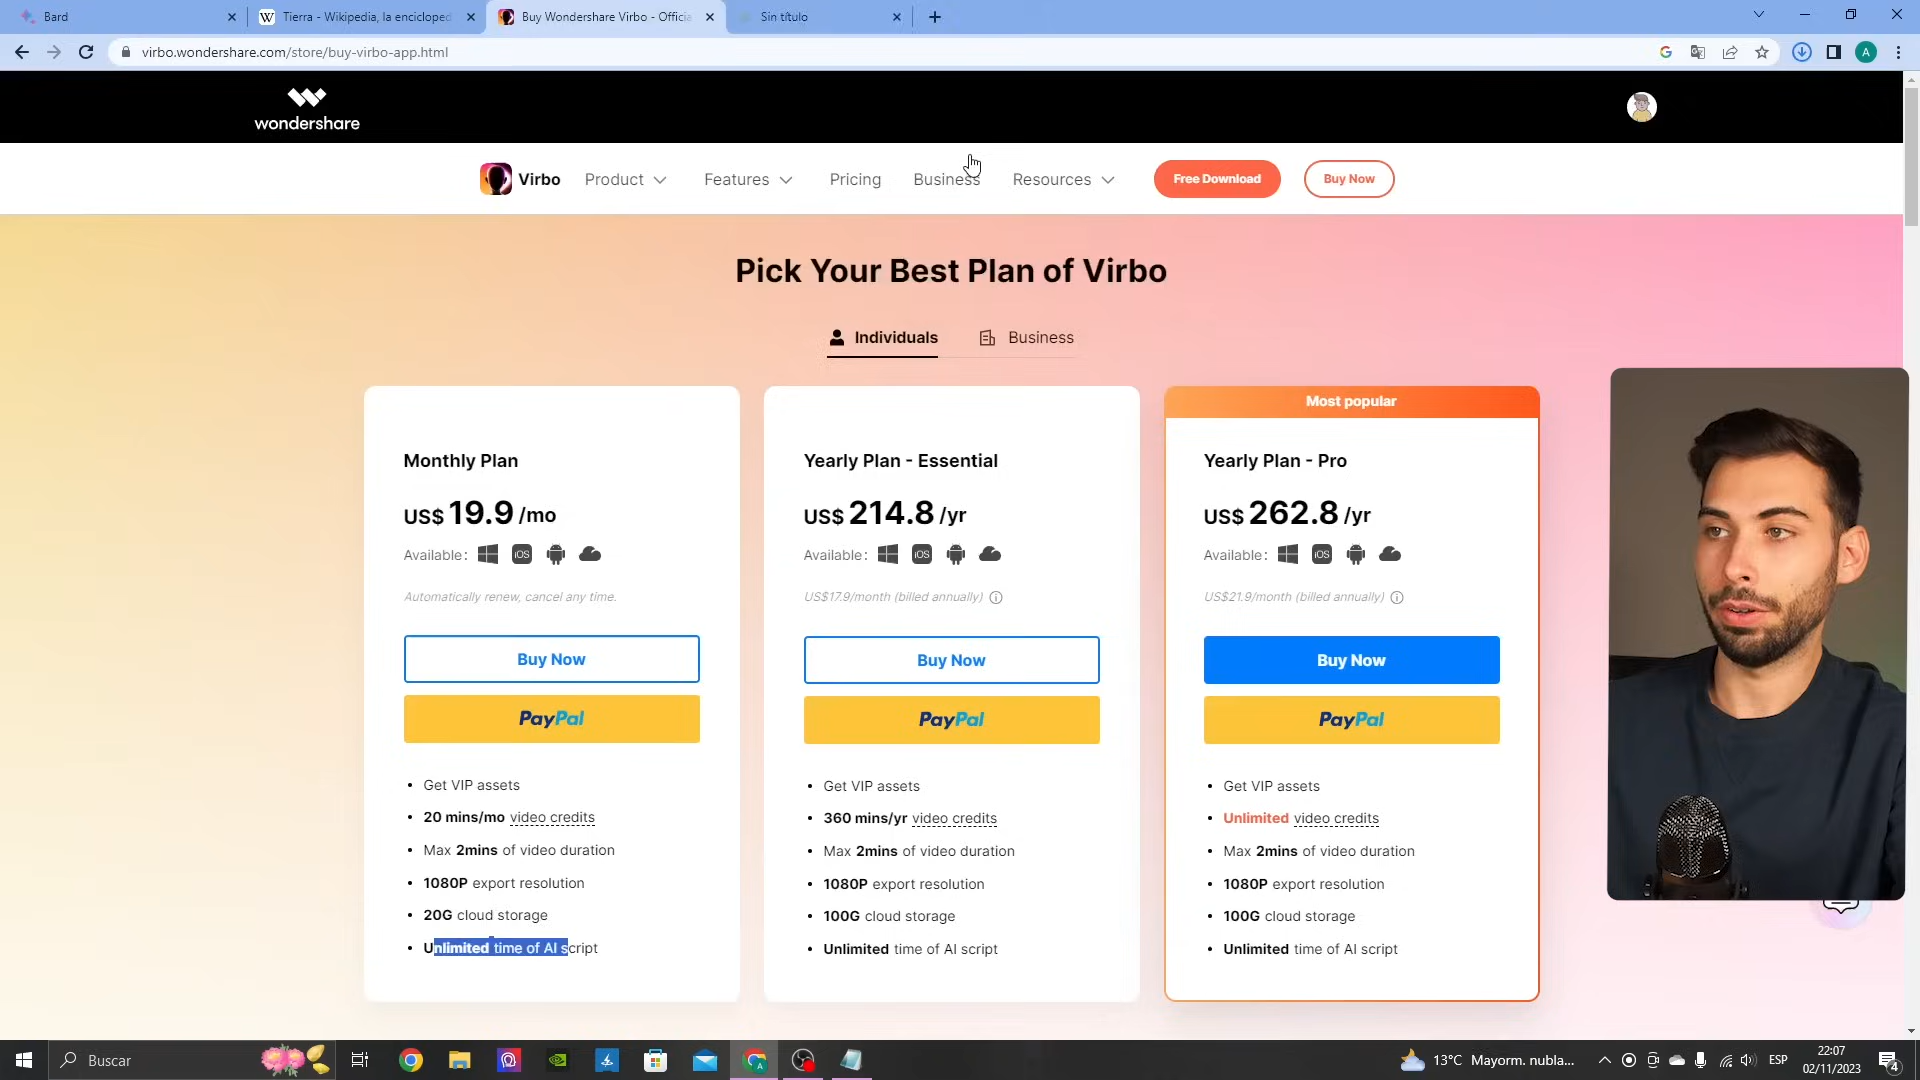 Bard
Tierra - Wikipedia, la encicloped
Buy Wondershare Virbo - Officia
Sin título
virbo.wondershare.com/store/buy-virbo-app.html
A
wondershare
Virbo
Product
Features
Pricing
Business
Resources
Free Download
Buy Now
Pick Your Best Plan of Virbo
Individuals
Business
Monthly Plan
US$ 19.9 /mo
Available:
iOS
Automatically renew, cancel any time.
Buy Now
PayPal
• Get VIP assets
• 20 mins/mo video credits
• Max 2mins of video duration
• 1080P export resolution
• 20G cloud storage
• Unlimited time of AI script
Yearly Plan - Essential
US$ 214.8 /yr
Available:
iOS
US$17.9/month (billed annually)
Buy Now
PayPal
• Get VIP assets
• 360 mins/yr video credits
• Max 2mins of video duration
• 1080P export resolution
• 100G cloud storage
• Unlimited time of AI script
Most popular
Yearly Plan - Pro
US$ 262.8 /yr
Available:
iOS
US$21.9/month (billed annually)
Buy Now
PayPal
• Get VIP assets
• Unlimited video credits
• Max 2mins of video duration
• 1080P export resolution
• 100G cloud storage
• Unlimited time of AI script
Buscar
13°C Mayorm. nubla...
ESP
22:07
02/11/2023
4